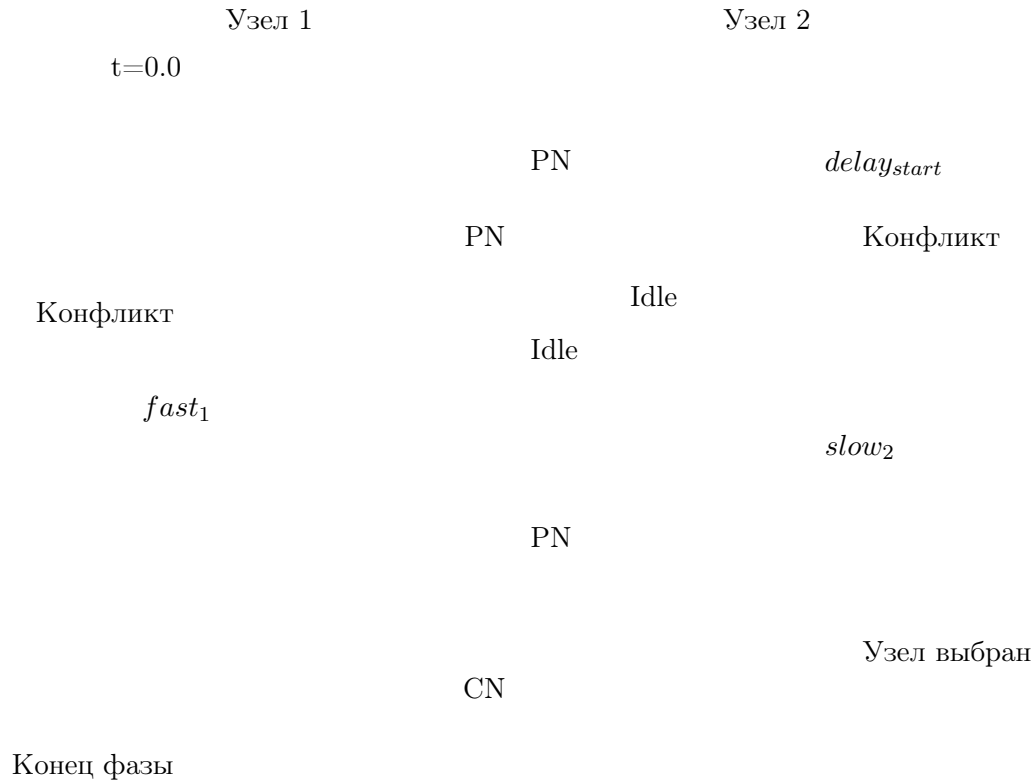 Узел 1 Узел 2
t=0.0
PN delay_start
PN Конфликт
Idle
Конфликт
Idle
fast_1
slow_2
PN
Узел выбран
CN
Конец фазы